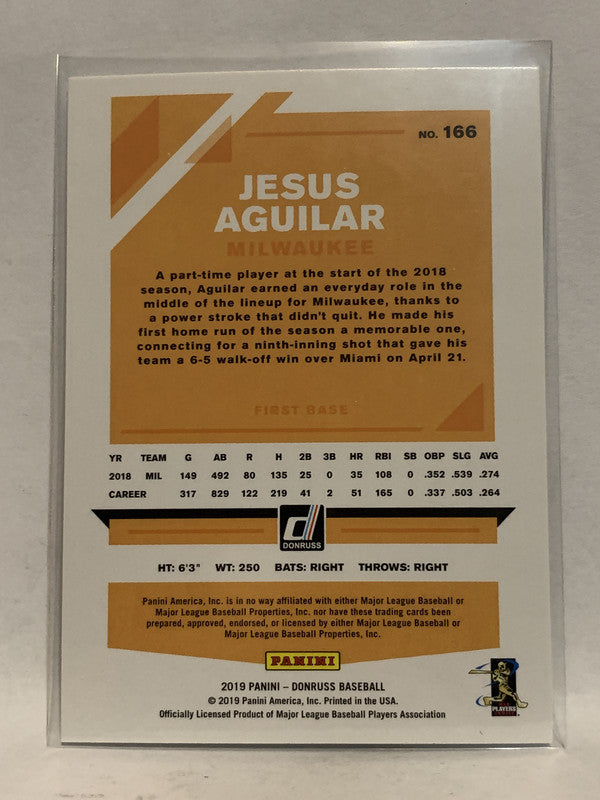 NO. 166
JESUS
AGUILAR
MILWAUKEE
A part-time player at the start of the 2018
season, Aguilar earned an everyday role in the
middle of the lineup for Milwaukee, thanks to
a power stroke that didn't quit. He made his
first home run of the season a memorable one,
connecting for a ninth-inning shot that gave his
team a 6-5 walk-off win over Miami on April 21.
FIRST BASE
YR TEAM G AB R H 2B 3B HR RBI SB OBP SLG AVG
2018 MIL 149 492 80 135 25 0 35 108 0 .352 .539 .274
CAREER 317 829 122 219 41 2 51 165 0 .337 .503 .264
d
DONRUSS
HT: 6'3" WT: 250 BATS: RIGHT THROWS: RIGHT
Panini America, Inc. is in no way affiliated with either Major League Baseball or
Major League Baseball Properties, Inc. nor have these trading cards been
prepared, approved, endorsed, or licensed by either Major League Baseball or
Major League Baseball Properties, Inc.
PANINI
2019 PANINI – DONRUSS BASEBALL
© 2019 Panini America, Inc. Printed in the USA.
Officially Licensed Product of Major League Baseball Players Association
PLAYERS